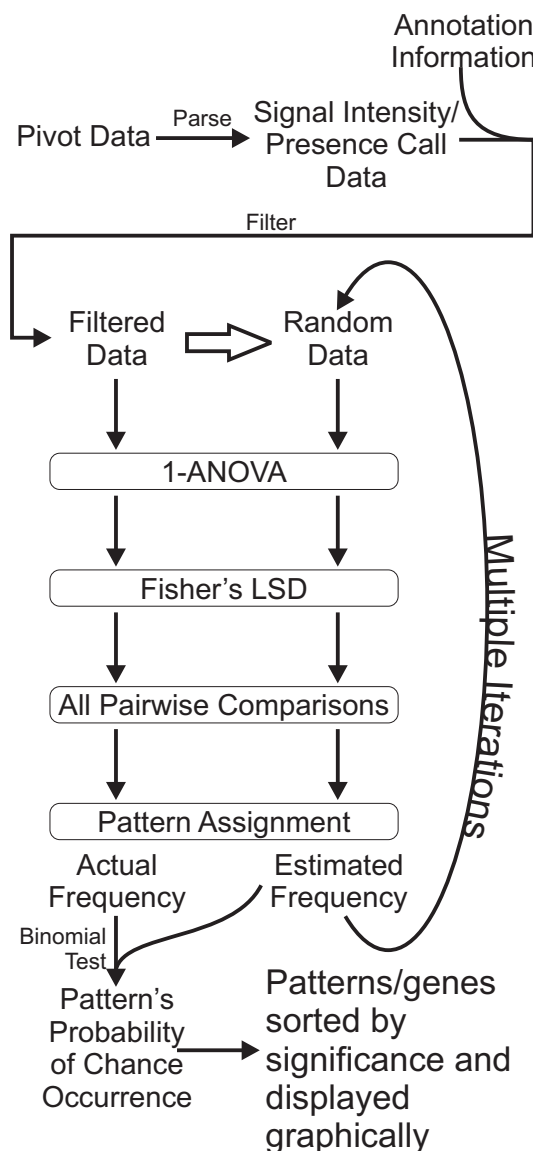 Annotation
Information
Pivot Data
Parse
Signal Intensity/
Presence Call
Data
Filter
Filtered
Data
Random
Data
1-ANOVA
Fisher's LSD
All Pairwise Comparisons
Pattern Assignment
Multiple Iterations
Actual
Frequency
Estimated
Frequency
Binomial
Test
Pattern's
Probability
of Chance
Occurrence
Patterns/genes
sorted by
significance and
displayed
graphically